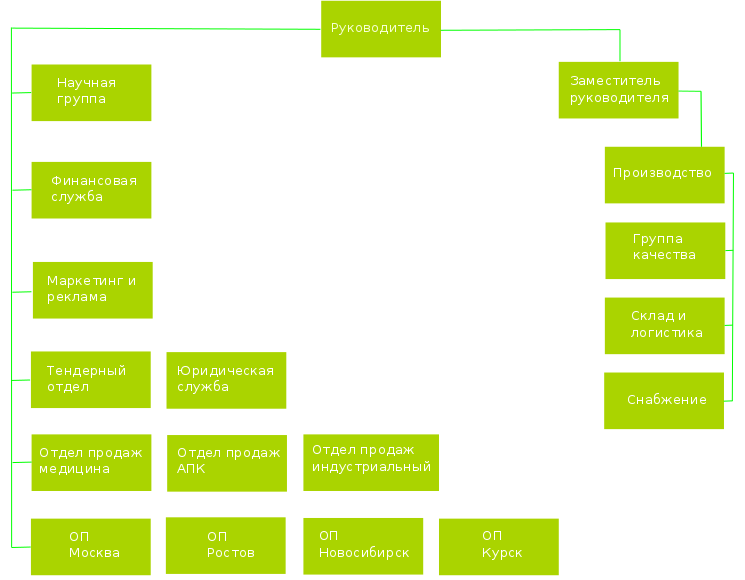 Руководитель
Заместитель
руководителя
Научная
группа
Производство
Финансовая
служба
Группа
качества
Маркетинг и
реклама
Склад и
логистика
Тендерный
отдел
Юридическая
служба
Снабжение
Отдел продаж
медицина
Отдел продаж
АПК
Отдел продаж
индустриальный
ОП
Москва
ОП
Ростов
ОП
Новосибирск
ОП
Курск